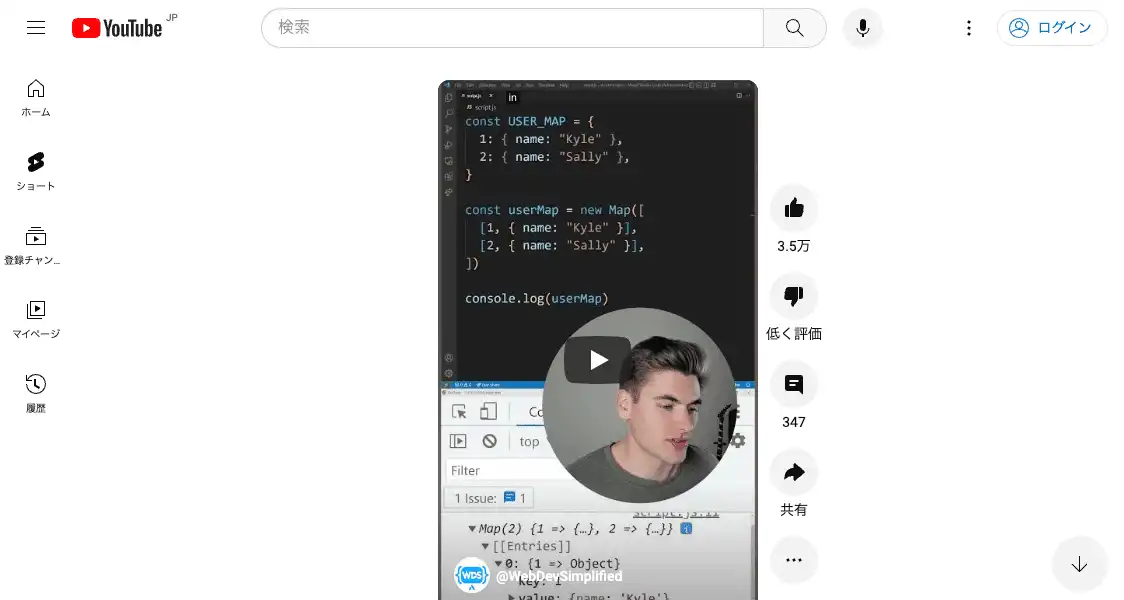 YouTube JP
検索
ログイン
ホーム
ショート
登録チャン…
マイページ
履歴
script.js
in
JS script.js
const USER_MAP = {
1: { name: "Kyle" },
2: { name: "Sally" },
}
const userMap = new Map([
[1, { name: "Kyle" }],
[2, { name: "Sally" }],
])
console.log(userMap)
top
Filter
1 Issue: 1
script.js:11
Map(2) {1 => {…}, 2 => {…}}
[[Entries]]
0: {1 => Object}
key: 1
value: {name: 'Kyle'}
WDS
@WebDevSimplified
3.5万
低く評価
347
共有